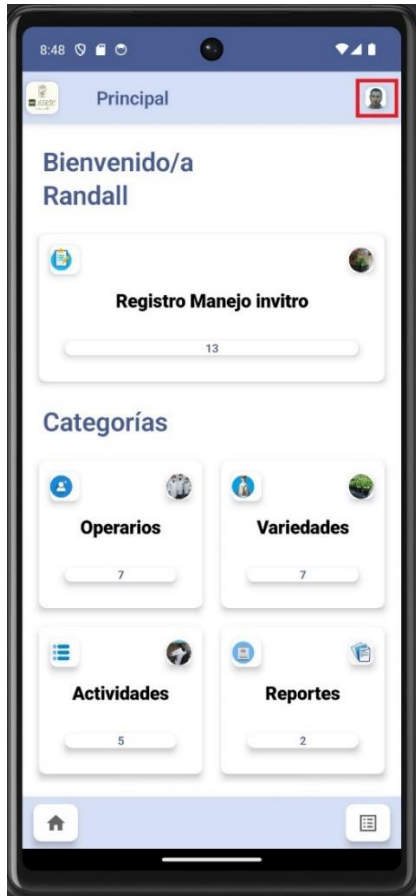 8:48
Principal
Bienvenido/a
Randall
Registro Manejo invitro
13
Categorías
Operarios
Variedades
7
7
Actividades
Reportes
5
2